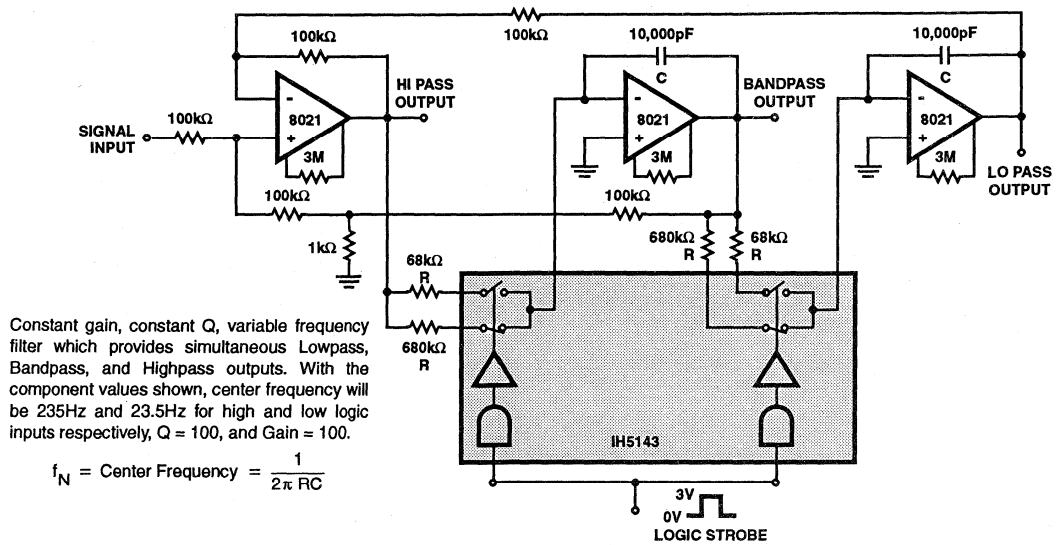 100kΩ
100kΩ
10,000pF
C
10,000pF
C
HI PASS
OUTPUT
BANDPASS
OUTPUT
SIGNAL
INPUT
100kΩ
-
8021
+
3M
-
8021
+
3M
-
8021
+
3M
LO PASS
OUTPUT
100kΩ
100kΩ
1kΩ
680kΩ
R
68kΩ
R
68kΩ
R
680kΩ
R
Constant gain, constant Q, variable frequency
filter which provides simultaneous Lowpass,
Bandpass, and Highpass outputs. With the
component values shown, center frequency will
be 235Hz and 23.5Hz for high and low logic
inputs respectively, Q = 100, and Gain = 100.
fN = Center Frequency = 1 / 2π RC
IH5143
3V
0V
LOGIC STROBE